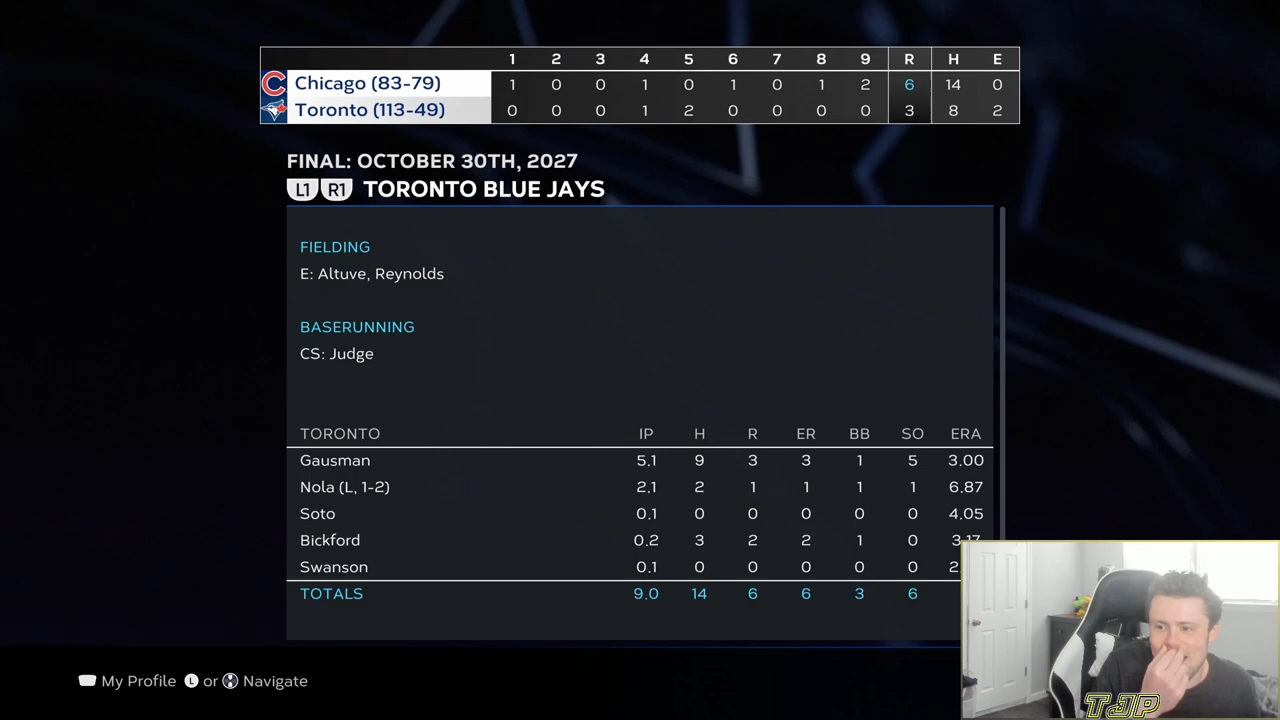 1 2 3 4 5 6 7 8 9 R H E
Chicago (83-79) 1 0 0 1 0 1 0 1 2 6 14 0
Toronto (113-49) 0 0 0 1 2 0 0 0 0 3 8 2
FINAL: OCTOBER 30TH, 2027
L1 R1 TORONTO BLUE JAYS
FIELDING
E: Altuve, Reynolds
BASERUNNING
CS: Judge
TORONTO IP H R ER BB SO ERA
Gausman 5.1 9 3 3 1 5 3.00
Nola (L, 1-2) 2.1 2 1 1 1 1 6.87
Soto 0.1 0 0 0 0 0 4.05
Bickford 0.2 3 2 2 1 0 3.17
Swanson 0.1 0 0 0 0 0 2.
TOTALS 9.0 14 6 6 3 6
My Profile L or Navigate
TJP